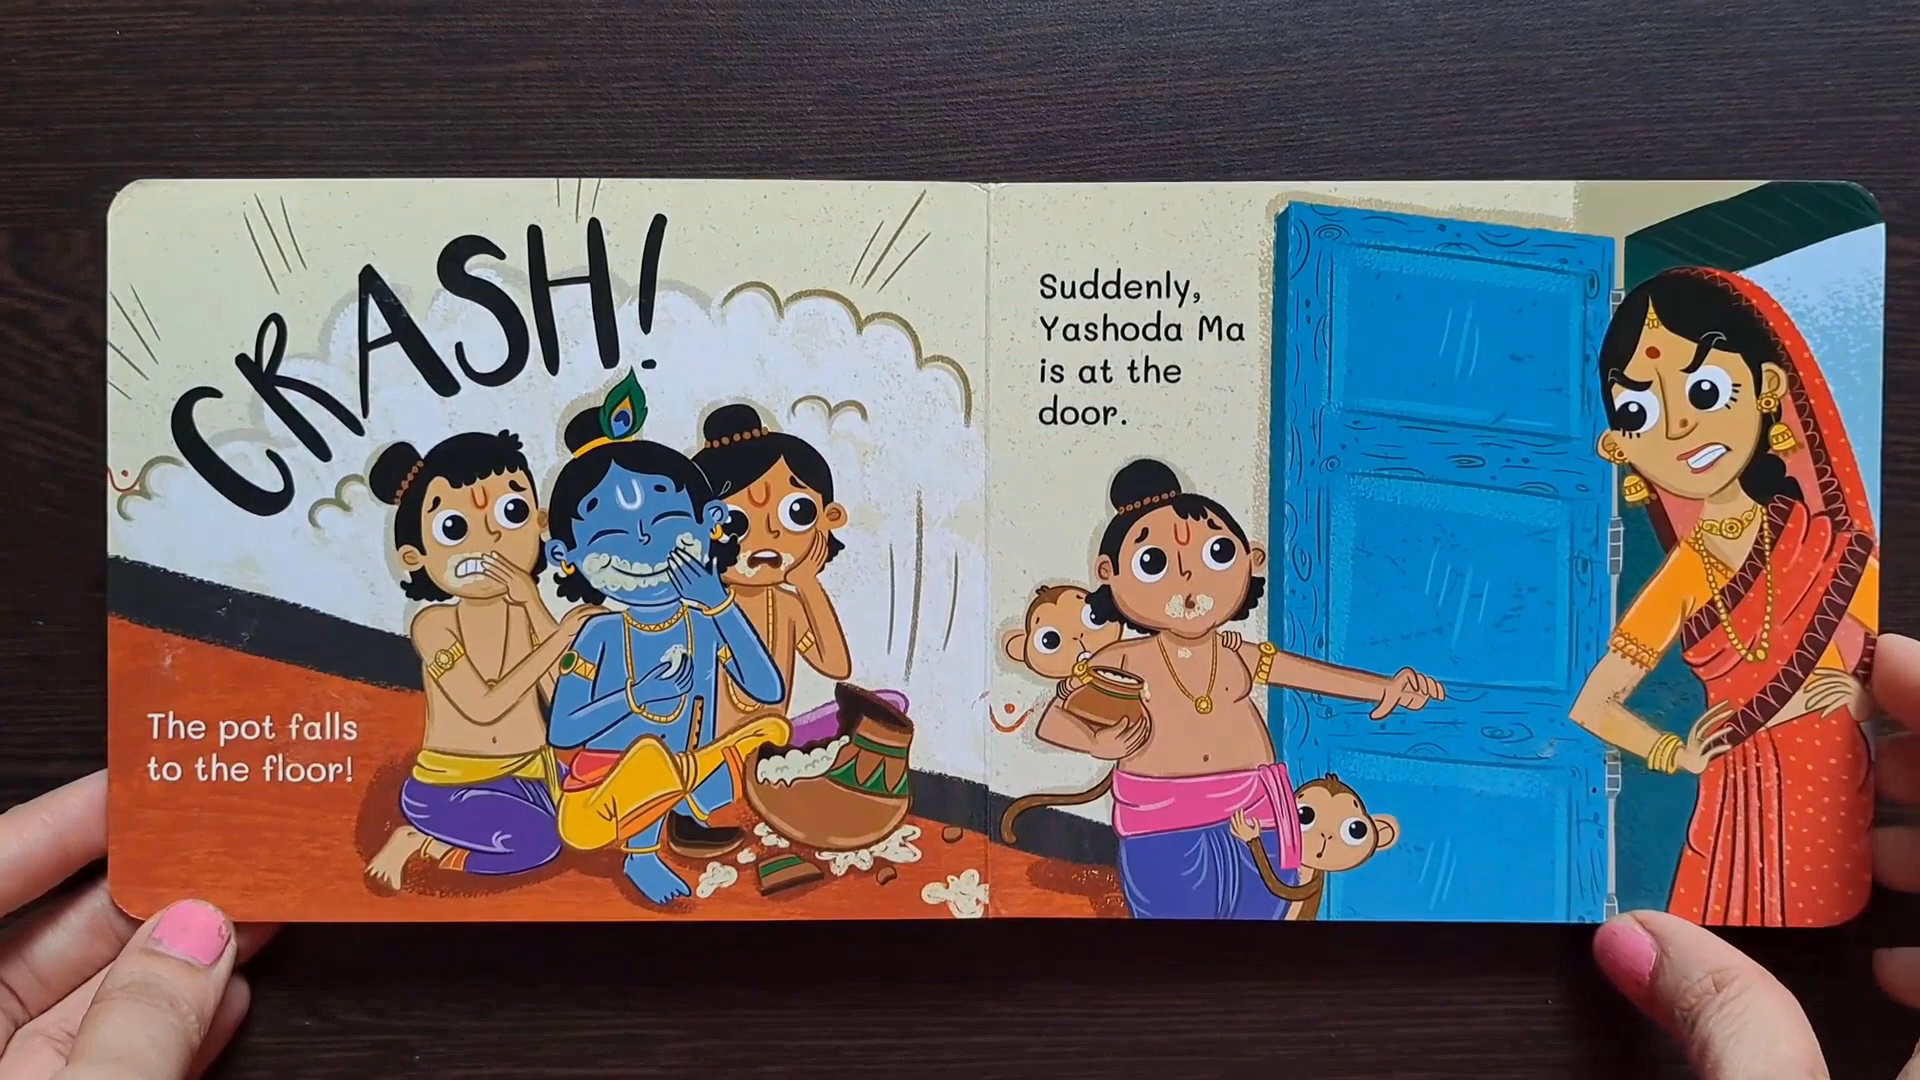 CRASH!
The pot falls
to the floor!
Suddenly,
Yashoda Ma
is at the
door.